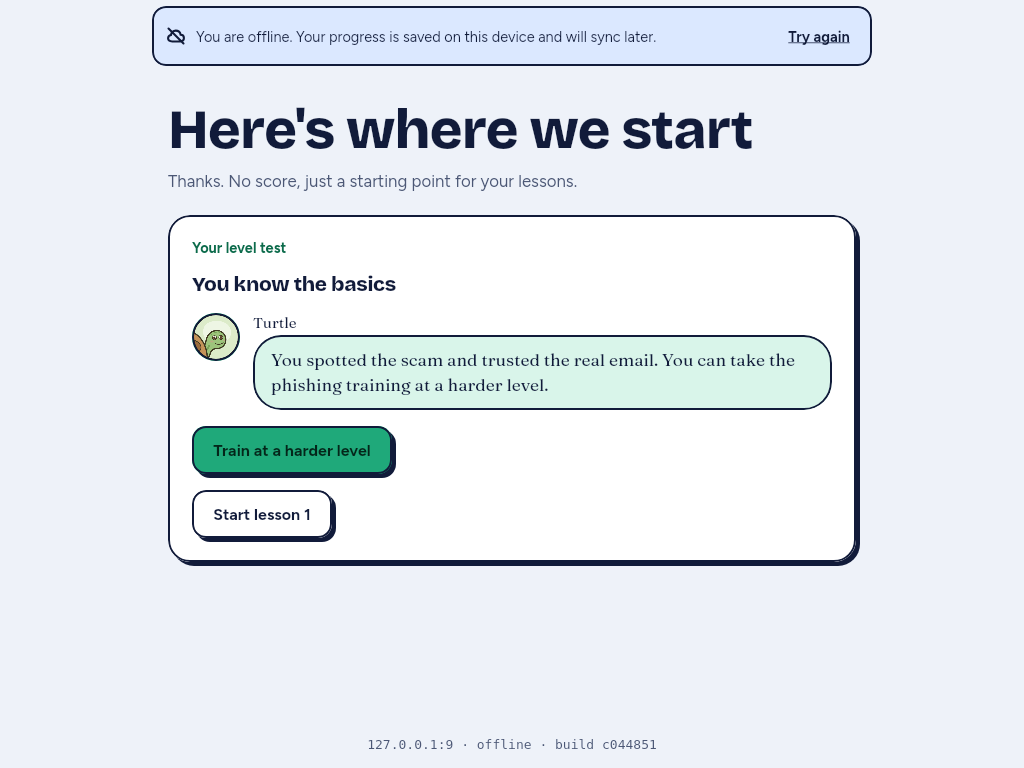 You are offline. Your progress is saved on this device and will sync later.
Try again
Here's where we start
Thanks. No score, just a starting point for your lessons.
Your level test
You know the basics
Turtle
You spotted the scam and trusted the real email. You can take the
phishing training at a harder level.
Train at a harder level
Start lesson 1
127.0.0.1:9 · offline · build c044851